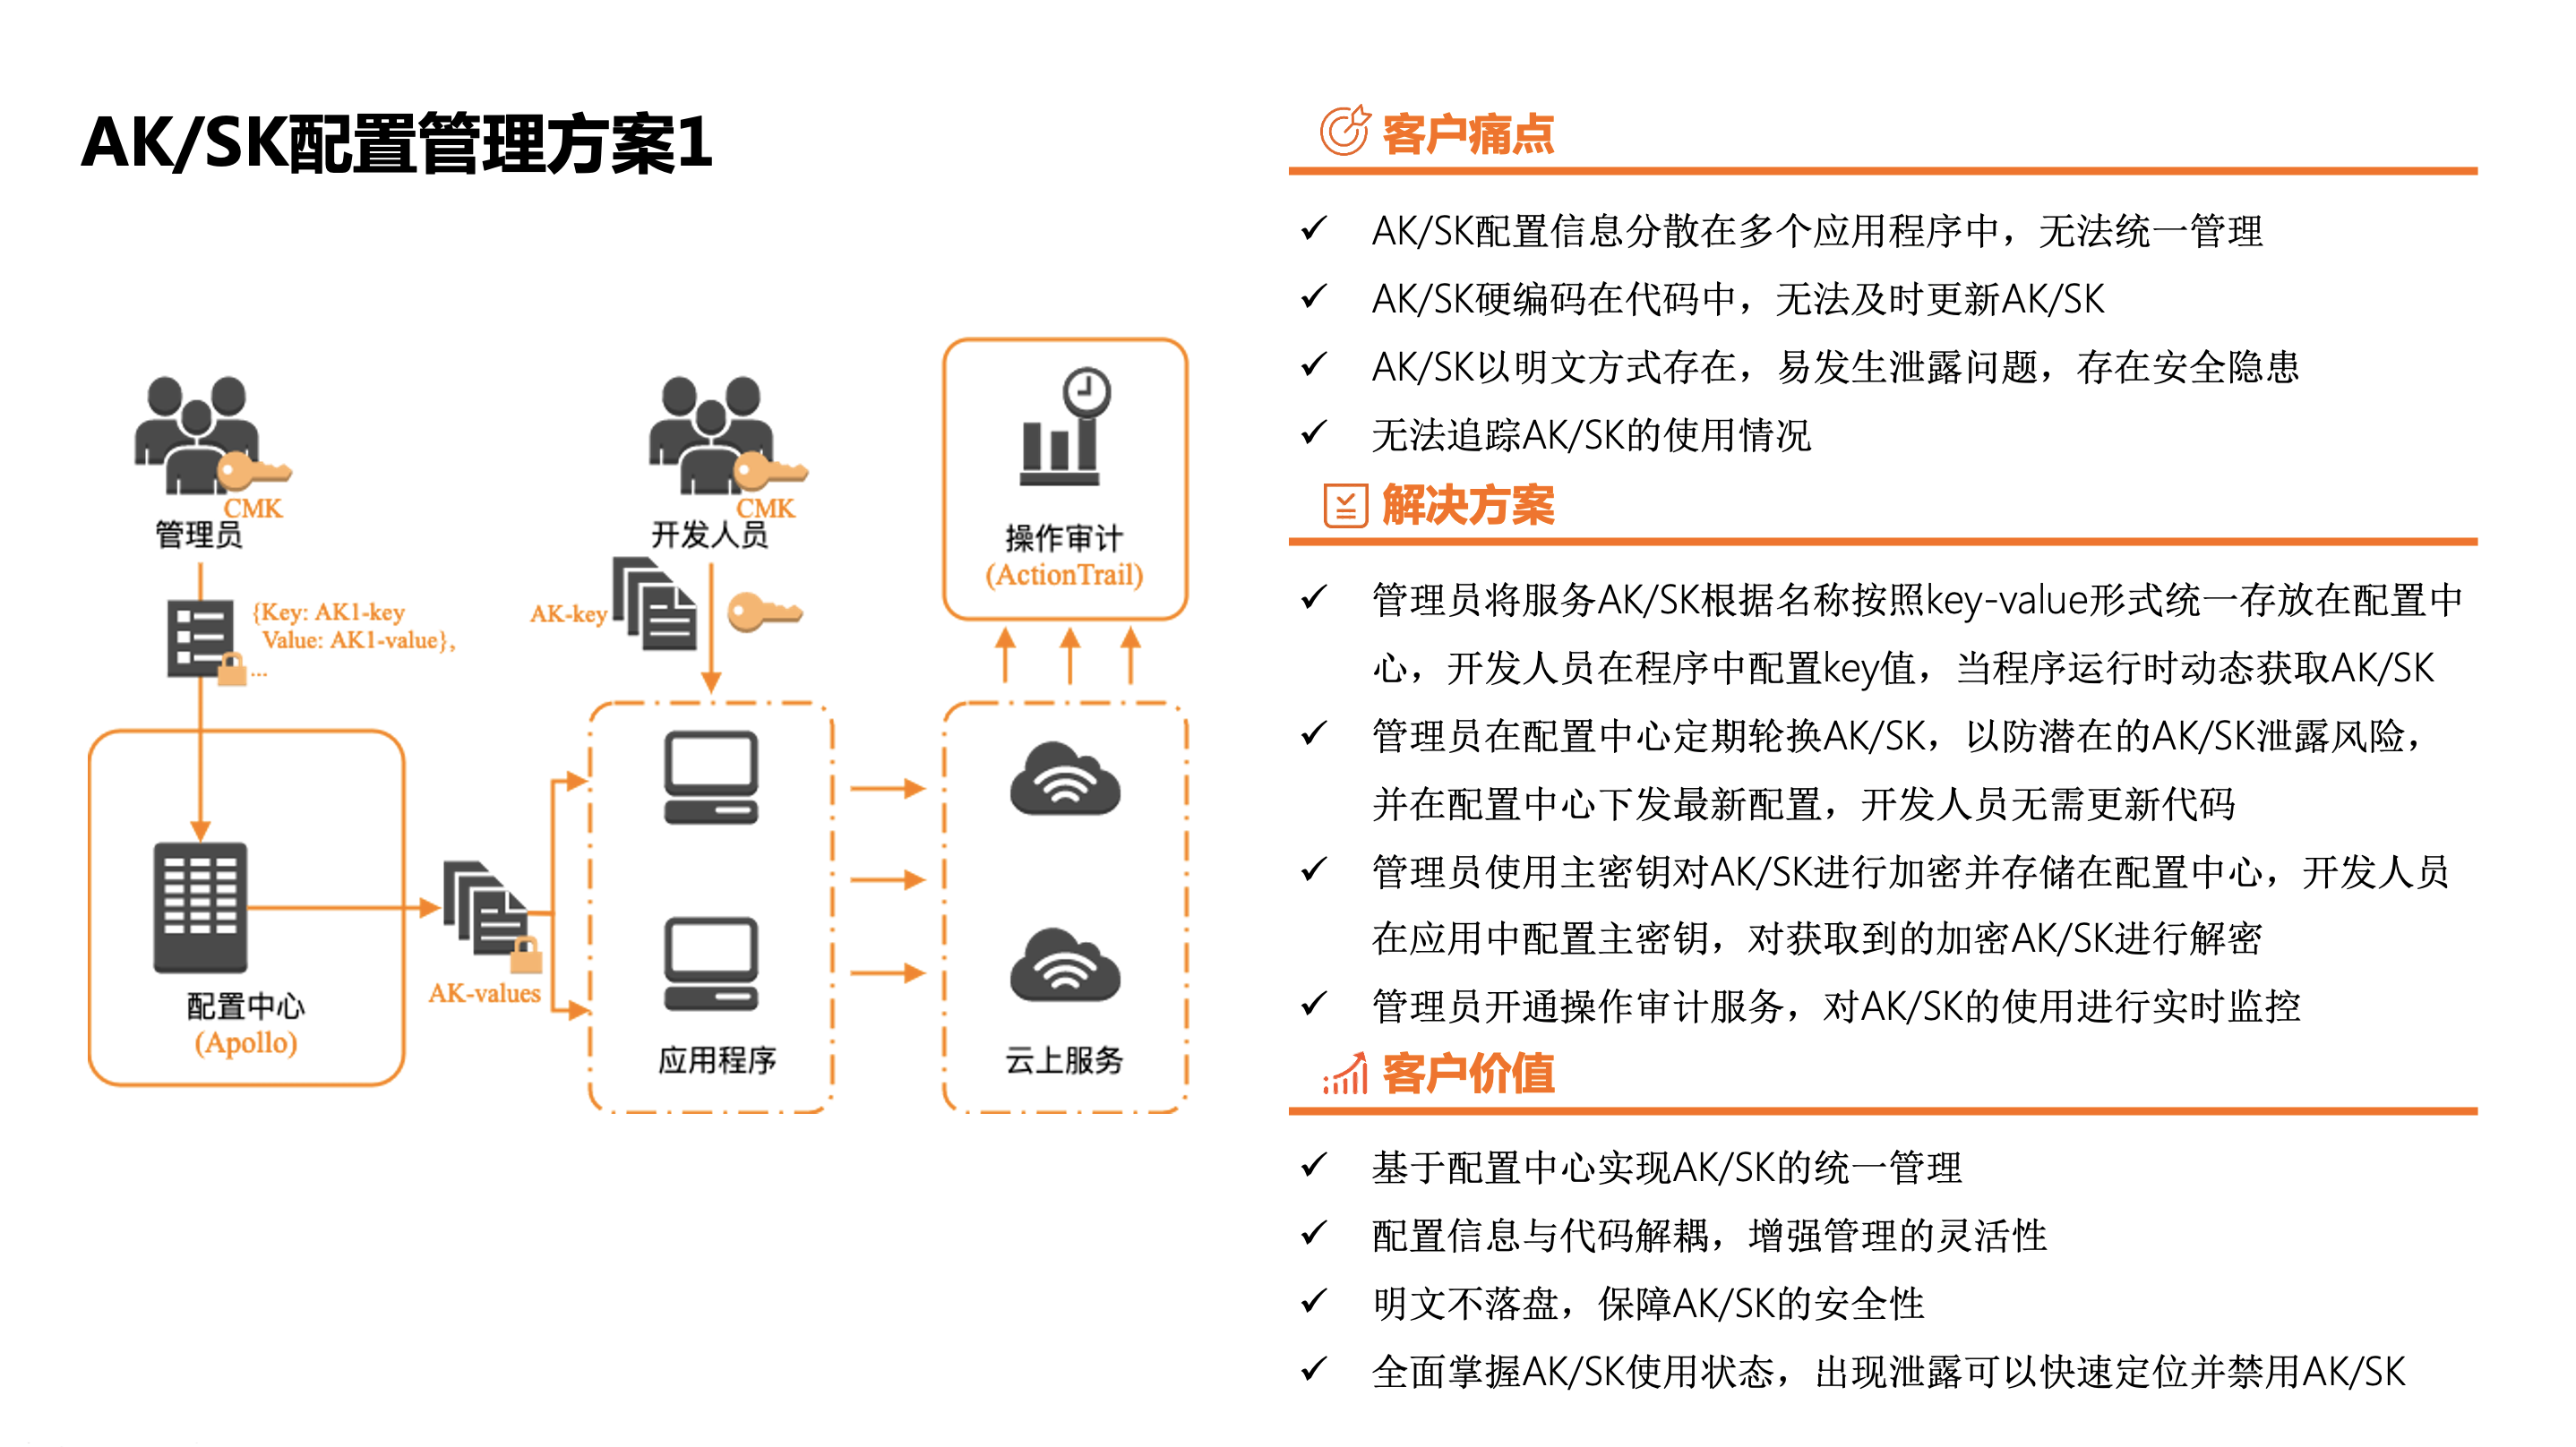 AK/SK配置管理方案1
CMK
管理员
{Key: AK1-key
Value: AK1-value},
...
配置中心
(Apollo)
AK-values
CMK
开发人员
AK-key
应用程序
操作审计
(ActionTrail)
云上服务
客户痛点
✓ AK/SK配置信息分散在多个应用程序中，无法统一管理
✓ AK/SK硬编码在代码中，无法及时更新AK/SK
✓ AK/SK以明文方式存在，易发生泄露问题，存在安全隐患
✓ 无法追踪AK/SK的使用情况
解决方案
✓ 管理员将服务AK/SK根据名称按照key-value形式统一存放在配置中
心，开发人员在程序中配置key值，当程序运行时动态获取AK/SK
✓ 管理员在配置中心定期轮换AK/SK，以防潜在的AK/SK泄露风险，
并在配置中心下发最新配置，开发人员无需更新代码
✓ 管理员使用主密钥对AK/SK进行加密并存储在配置中心，开发人员
在应用中配置主密钥，对获取到的加密AK/SK进行解密
✓ 管理员开通操作审计服务，对AK/SK的使用进行实时监控
客户价值
✓ 基于配置中心实现AK/SK的统一管理
✓ 配置信息与代码解耦，增强管理的灵活性
✓ 明文不落盘，保障AK/SK的安全性
✓ 全面掌握AK/SK使用状态，出现泄露可以快速定位并禁用AK/SK